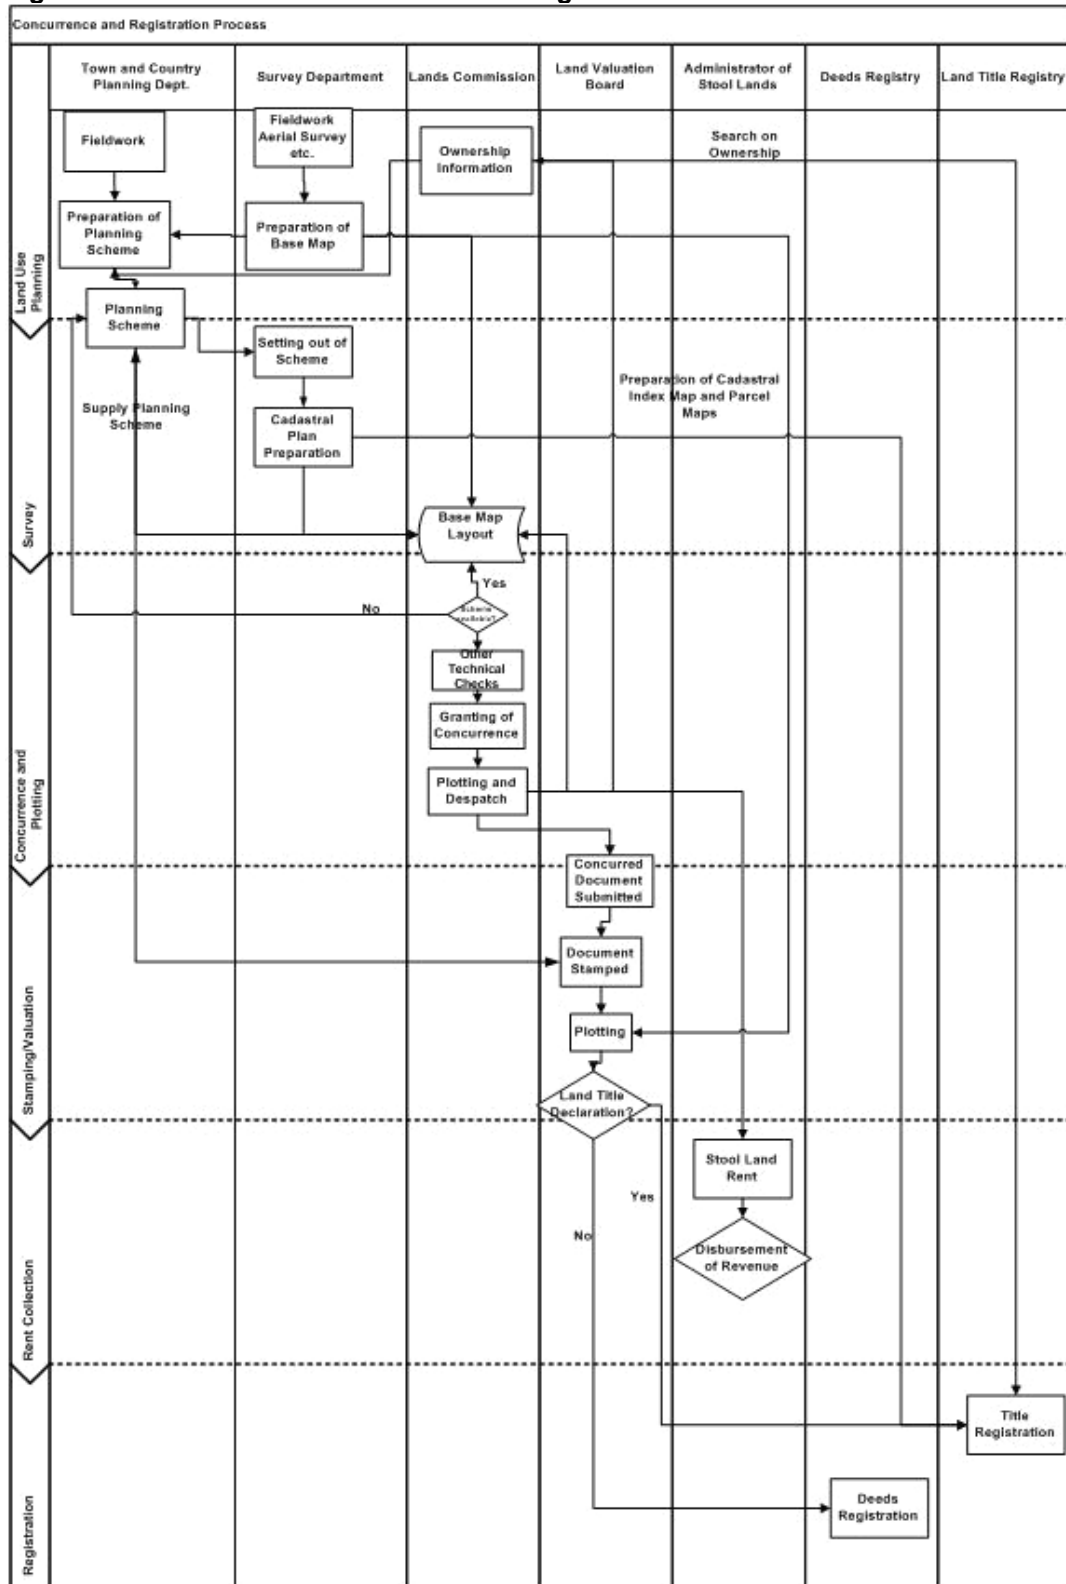 Concurrence and Registration Process
Town and Country
Planning Dept.
Survey Department
Lands Commission
Land Valuation
Board
Administrator of
Stool Lands
Deeds Registry
Land Title Registry
Land Use
Planning
Fieldwork
Fieldwork
Aerial Survey
etc.
Ownership
Information
Search on
Ownership
Preparation of
Planning
Scheme
Preparation of
Base Map
Planning
Scheme
Survey
Setting out of
Scheme
Supply Planning
Scheme
Cadastral
Plan
Preparation
Preparation of Cadastral
Index Map and Parcel
Maps
Base Map
Layout
Concurrence and
Plotting
Yes
No
Scheme
available?
Other
Technical
Checks
Granting of
Concurrence
Plotting and
Despatch
Stamping/Valuation
Concurred
Document
Submitted
Document
Stamped
Plotting
Land Title
Declaration?
Rent Collection
Stool Land
Rent
Yes
No
Disbursement
of Revenue
Registration
Title
Registration
Deeds
Registration